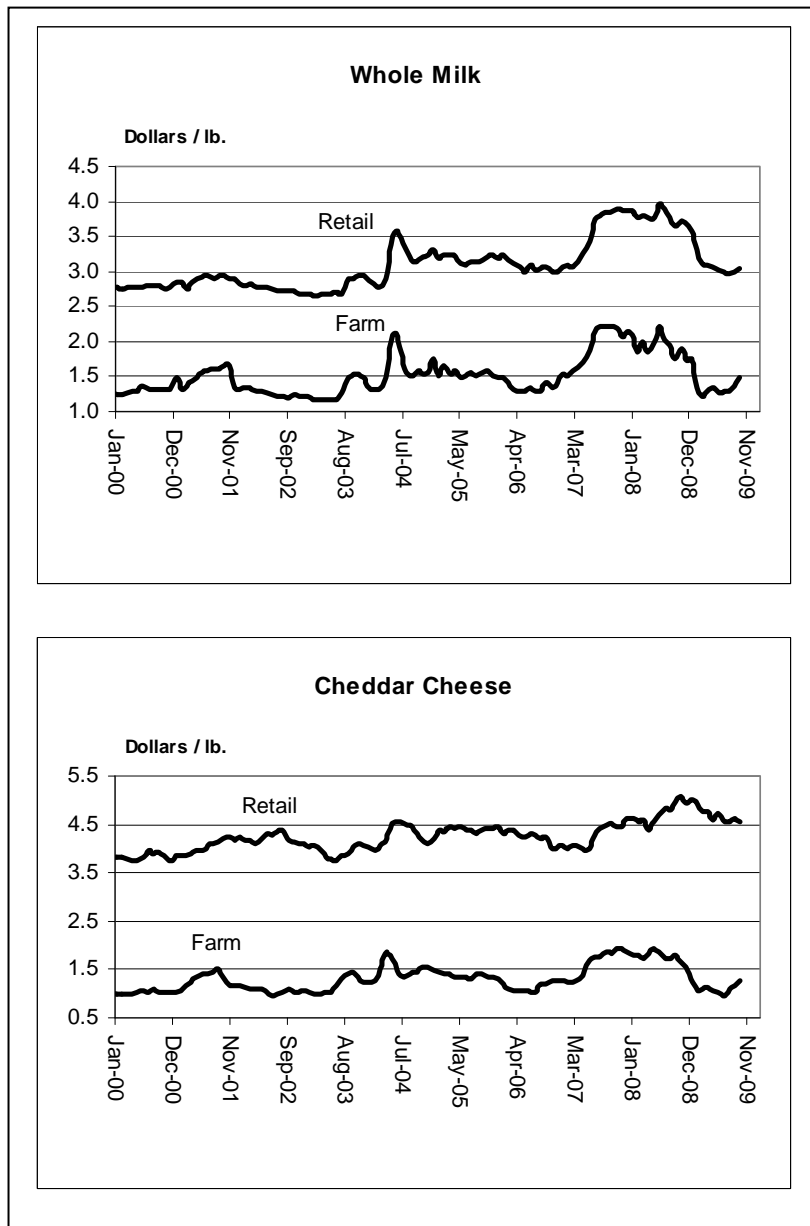 Whole Milk
Dollars / lb.
4.5
4.0
3.5
3.0
2.5
2.0
1.5
1.0
Retail
Farm
Jan-00
Dec-00
Nov-01
Sep-02
Aug-03
Jul-04
May-05
Apr-06
Mar-07
Jan-08
Dec-08
Nov-09
Cheddar Cheese
Dollars / lb.
5.5
4.5
3.5
2.5
1.5
0.5
Retail
Farm
Jan-00
Dec-00
Nov-01
Sep-02
Aug-03
Jul-04
May-05
Apr-06
Mar-07
Jan-08
Dec-08
Nov-09